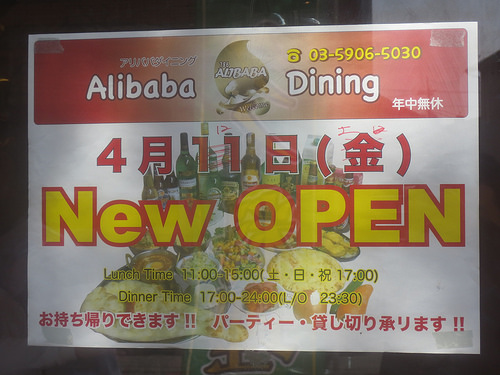 ☎ 03-5906-5030
アリババダイニング
Alibaba Dining
ALIBABA
年中無休
4月11日(金)
New OPEN
Lunch Time 11:00-15:00(土・日・祝 17:00)
Dinner Time 17:00-24:00(L/O 23:30)
お持ち帰りできます!! パーティー・貸し切り承リます!!